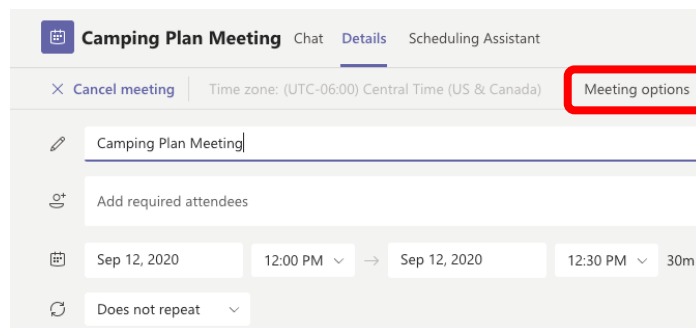 Camping Plan Meeting Chat Details Scheduling Assistant
Cancel meeting Time zone: (UTC-06:00) Central Time (US & Canada) Meeting options
Camping Plan Meeting
Add required attendees
Sep 12, 2020 12:00 PM → Sep 12, 2020 12:30 PM 30m
Does not repeat